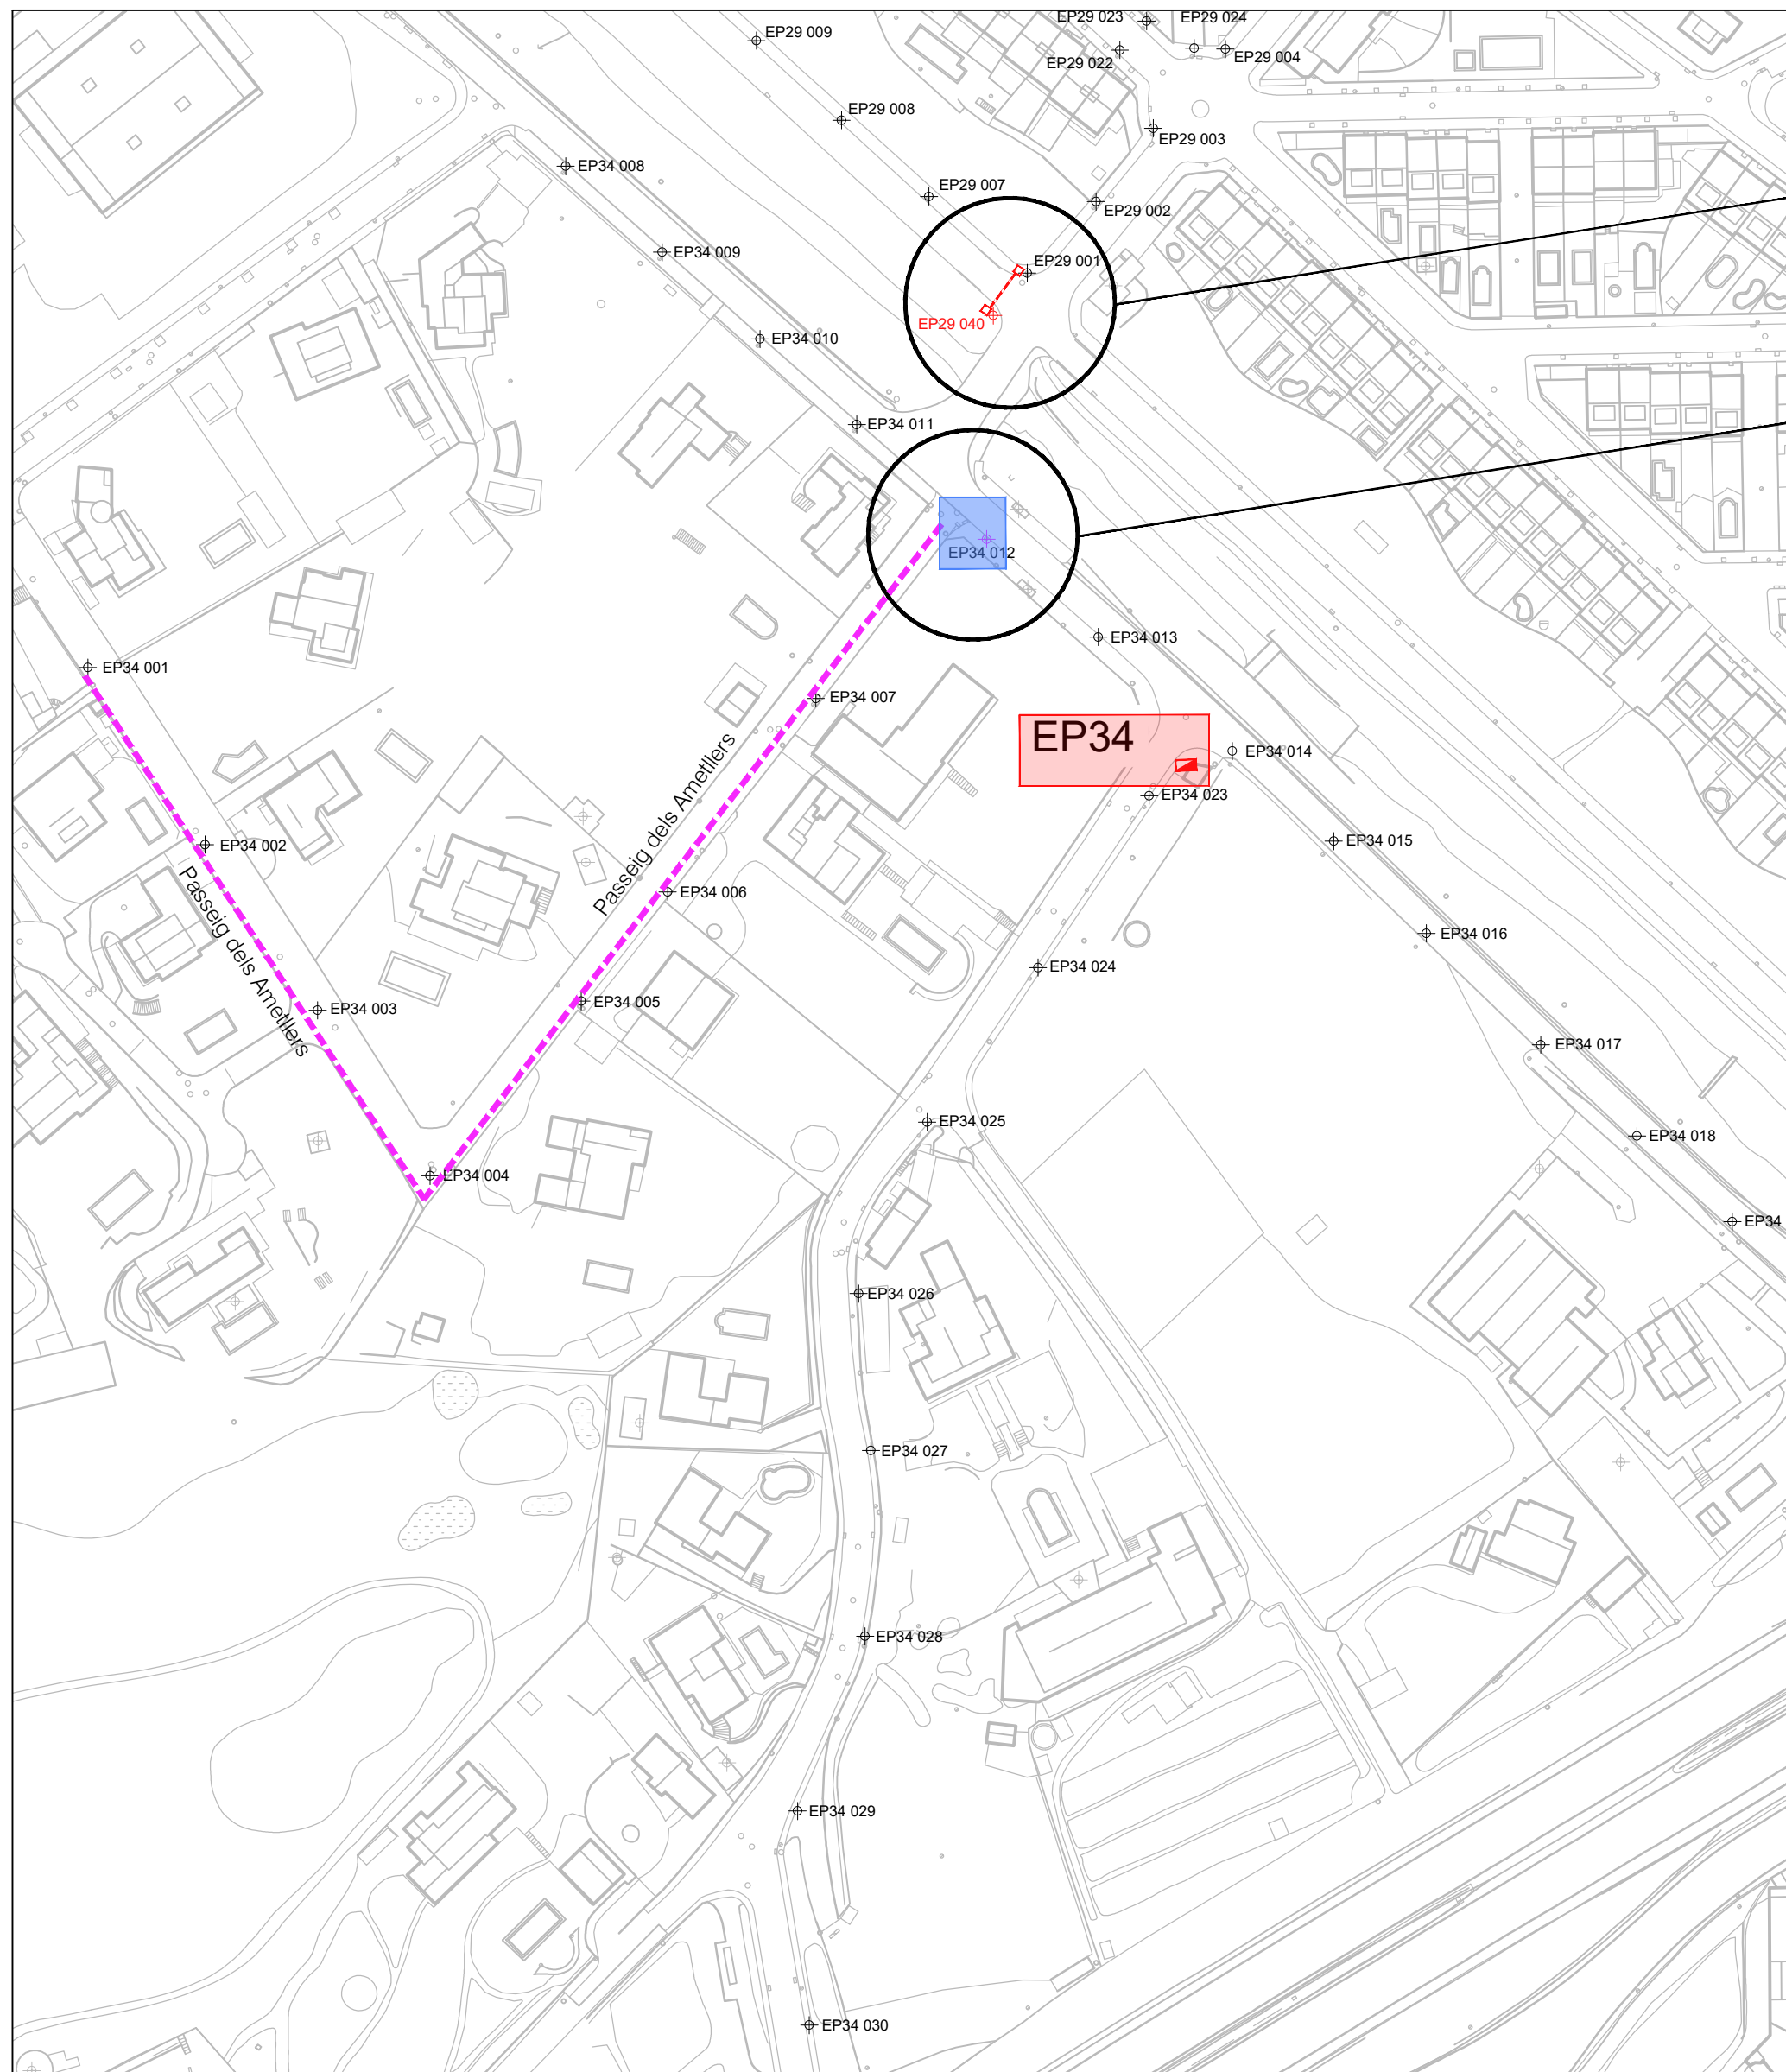 EP29 023
EP29 024
EP29 009
EP29 022
EP29 004
EP29 008
EP29 003
EP34 008
EP29 007
EP29 002
EP34 009
EP29 001
EP29 040
EP34 010
EP34 011
EP34 012
EP34 013
EP34 001
EP34 007
EP34
EP34 014
EP34 023
EP34 015
EP34 002
Passeig dels Ametllers
EP34 006
Passeig dels Ametllers
EP34 016
EP34 024
EP34 005
EP34 003
EP34 017
EP34 025
EP34 018
EP34 004
EP34
EP34 026
EP34 027
EP34 028
EP34 029
EP34 030